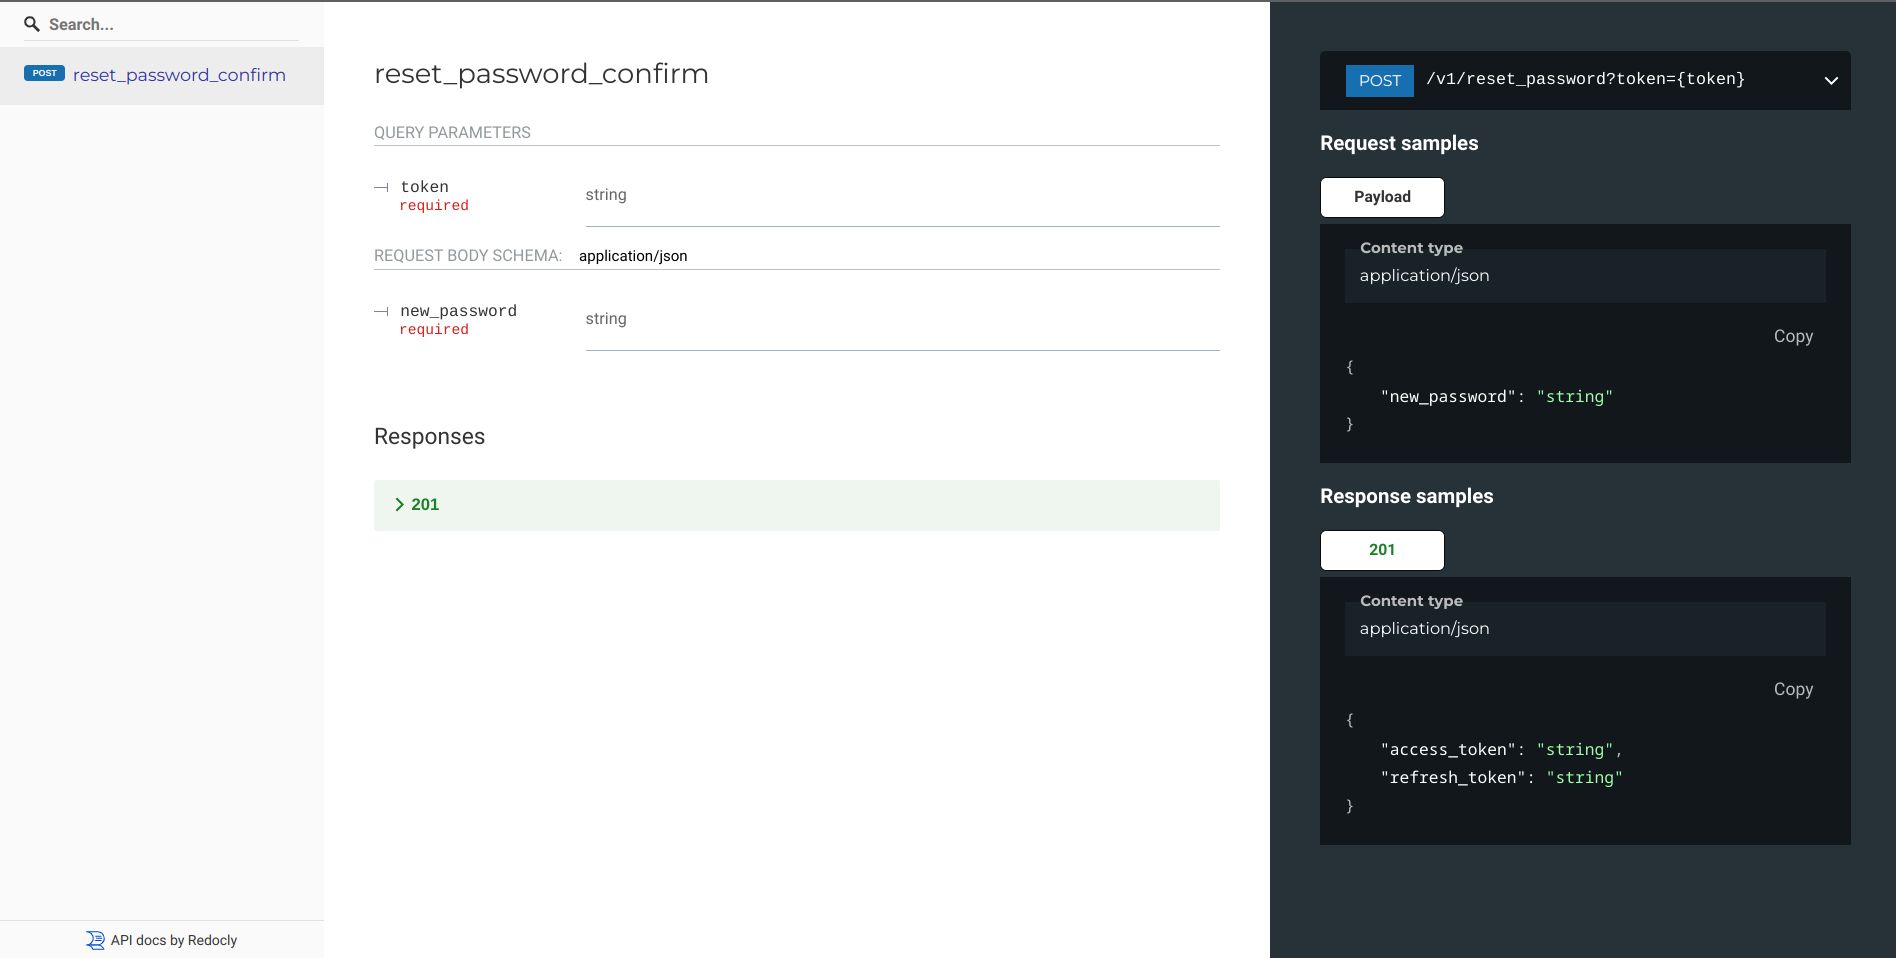 Search...
POST reset_password_confirm
API docs by Redocly
reset_password_confirm
QUERY PARAMETERS
token
required
string
REQUEST BODY SCHEMA: application/json
new_password
required
string
Responses
201
POST /v1/reset_password?token={token}
Request samples
Payload
Content type
application/json
Copy
{
"new_password": "string"
}
Response samples
201
Content type
application/json
Copy
{
"access_token": "string",
"refresh_token": "string"
}